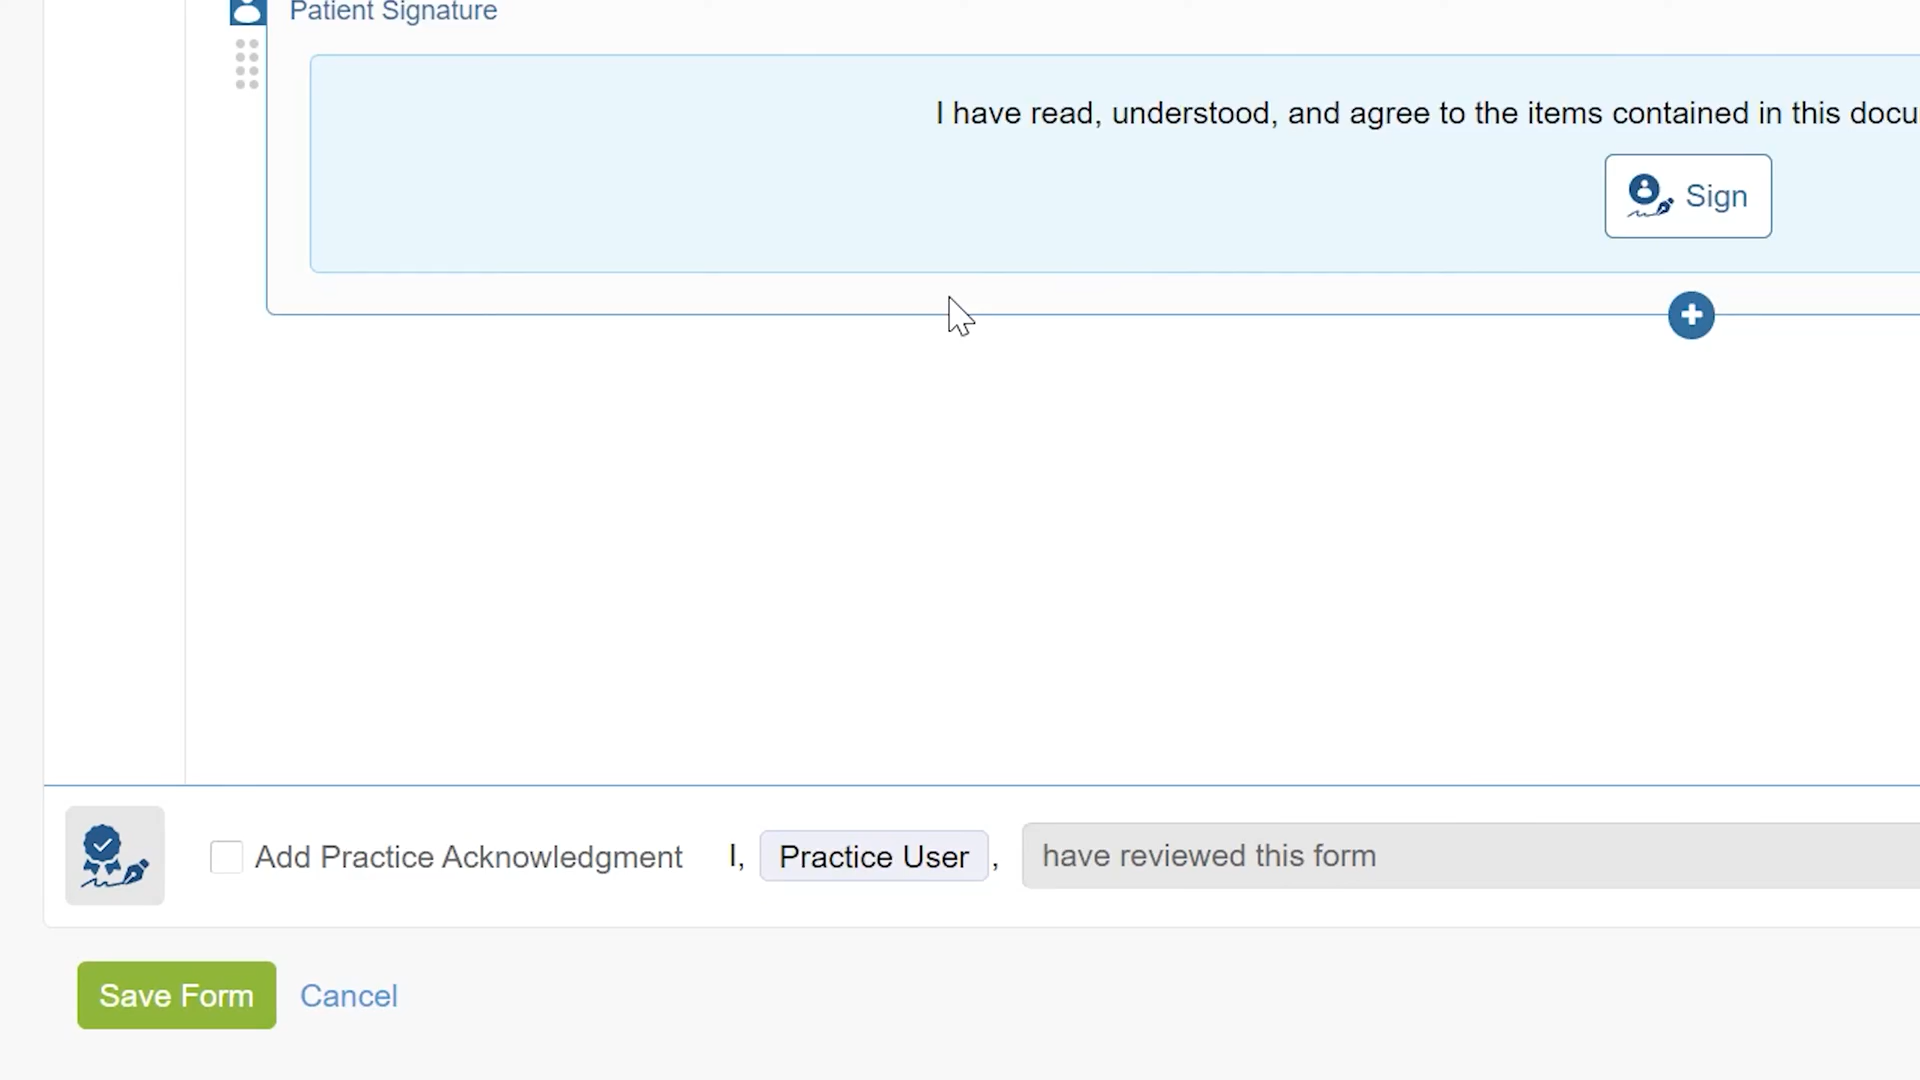 Patient Signature
I have read, understood, and agree to the items contained in this docu
Sign
Add Practice Acknowledgment I, Practice User , have reviewed this form
Save Form Cancel